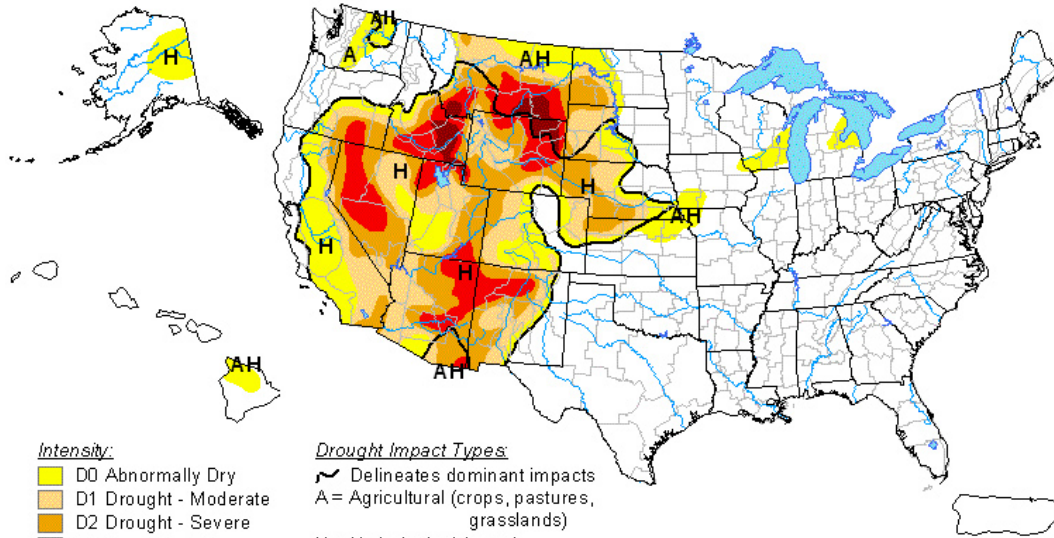 AH
A
H
AH
H
H
H
AH
H
AH
AH
Intensity:
D0 Abnormally Dry
D1 Drought - Moderate
D2 Drought - Severe
Drought Impact Types:
Delineates dominant impacts
A = Agricultural (crops, pastures,
grasslands)